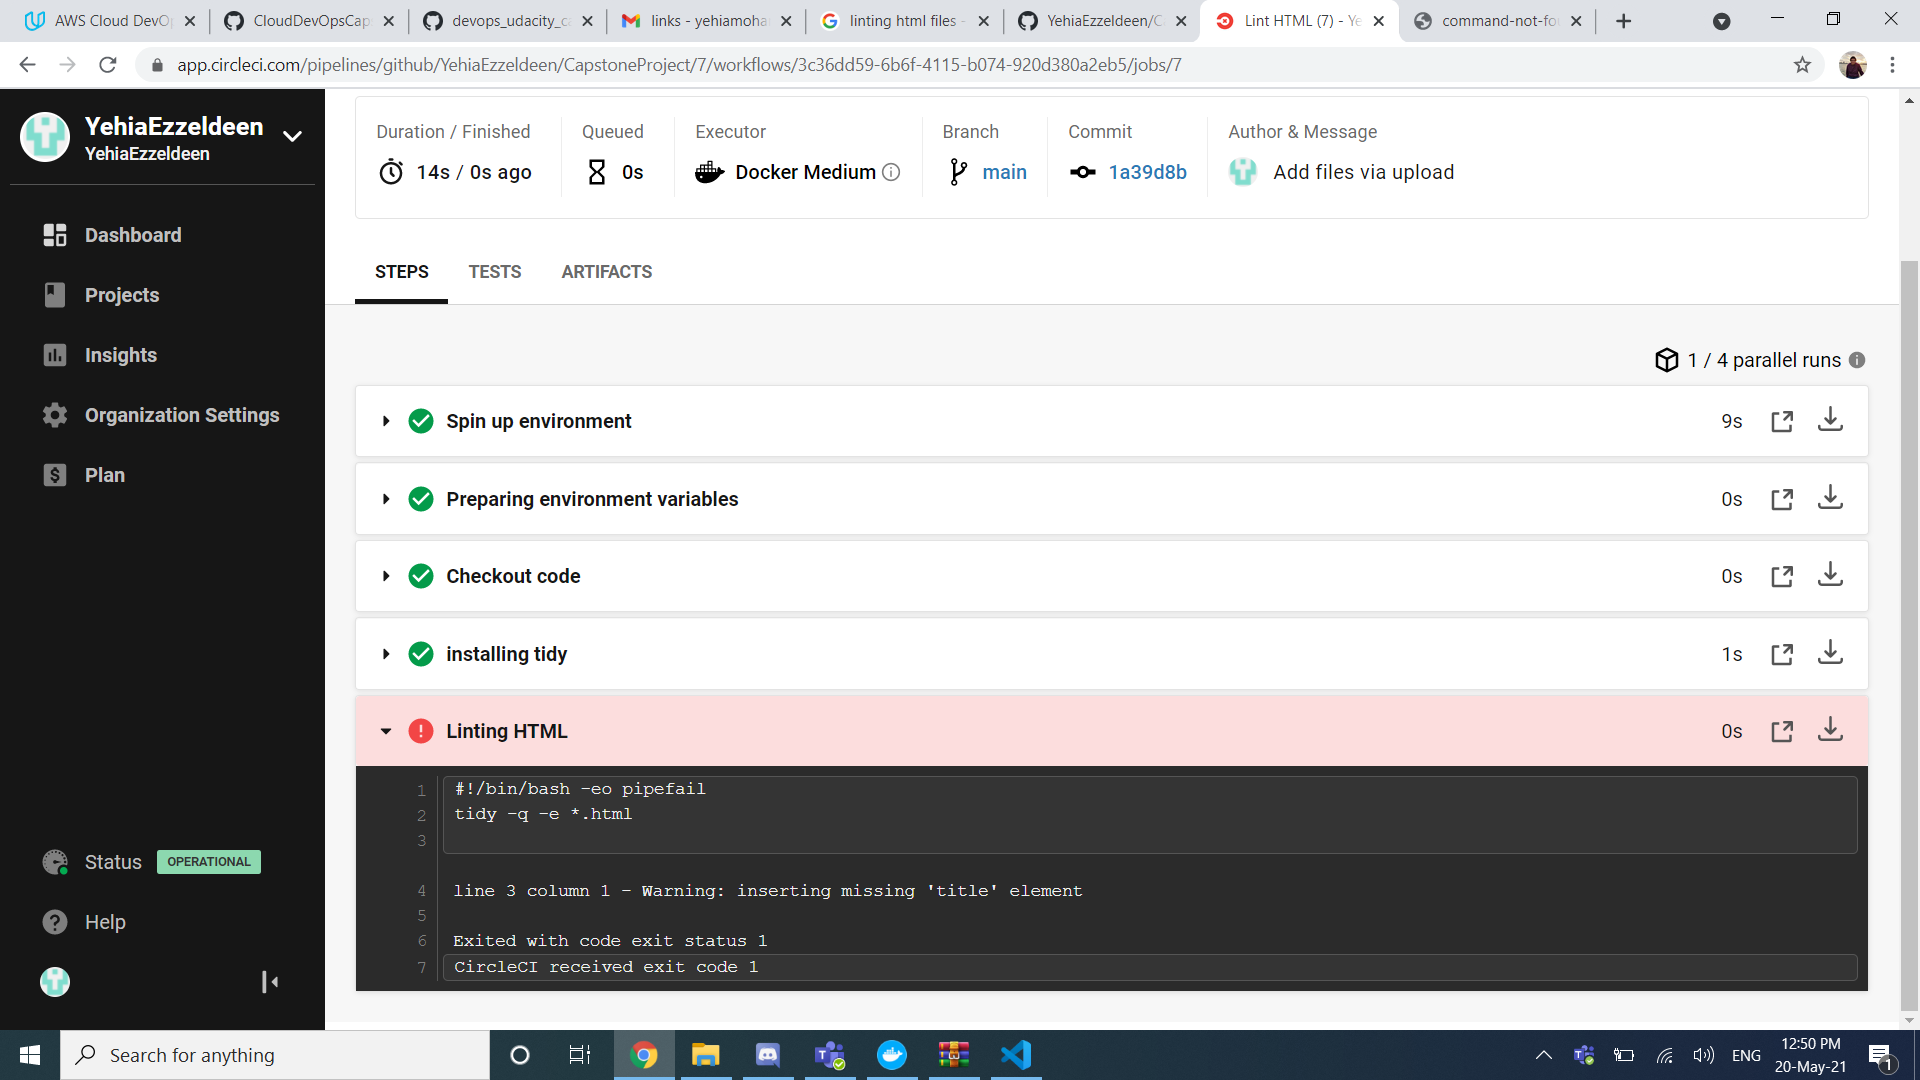 AWS Cloud DevOp
CloudDevOpsCap
devops_udacity_c
links - yehiamoha
linting html files -
YehiaEzzeldeen/C
Lint HTML (7) - Ye
command-not-fo
app.circleci.com/pipelines/github/YehiaEzzeldeen/CapstoneProject/7/workflows/3c36dd59-6b6f-4115-b074-920d380a2eb5/jobs/7
YehiaEzzeldeen
YehiaEzzeldeen
Dashboard
Projects
Insights
Organization Settings
Plan
Status OPERATIONAL
Help
Duration / Finished
14s / 0s ago
Queued
0s
Executor
Docker Medium
Branch
main
Commit
1a39d8b
Author & Message
Add files via upload
STEPS TESTS ARTIFACTS
1 / 4 parallel runs
Spin up environment 9s
Preparing environment variables 0s
Checkout code 0s
installing tidy 1s
Linting HTML 0s
1 #!/bin/bash -eo pipefail
2 tidy -q -e *.html
3
4 line 3 column 1 - Warning: inserting missing 'title' element
5
6 Exited with code exit status 1
7 CircleCI received exit code 1
Search for anything
ENG
12:50 PM
20-May-21
1